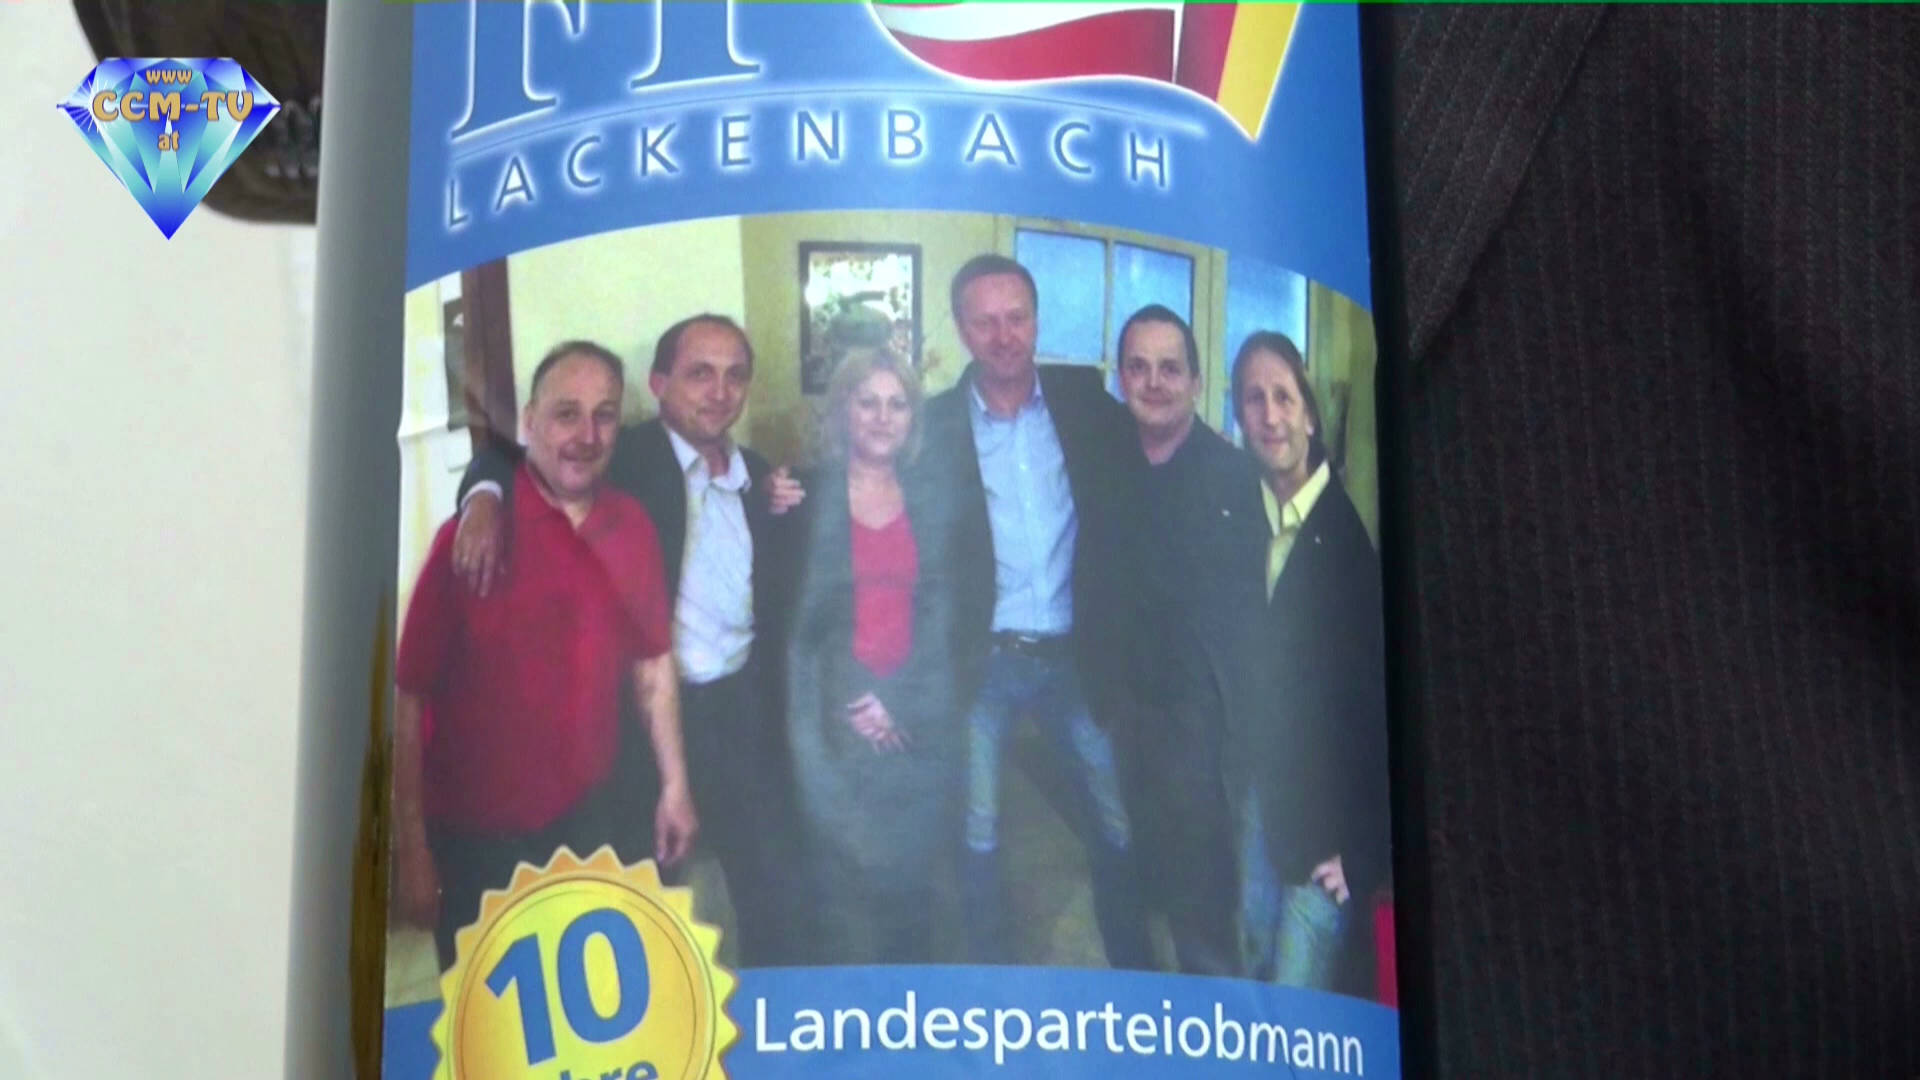 www
CCM-TV
at
LACKENBACH
10
Landesparteiobmann